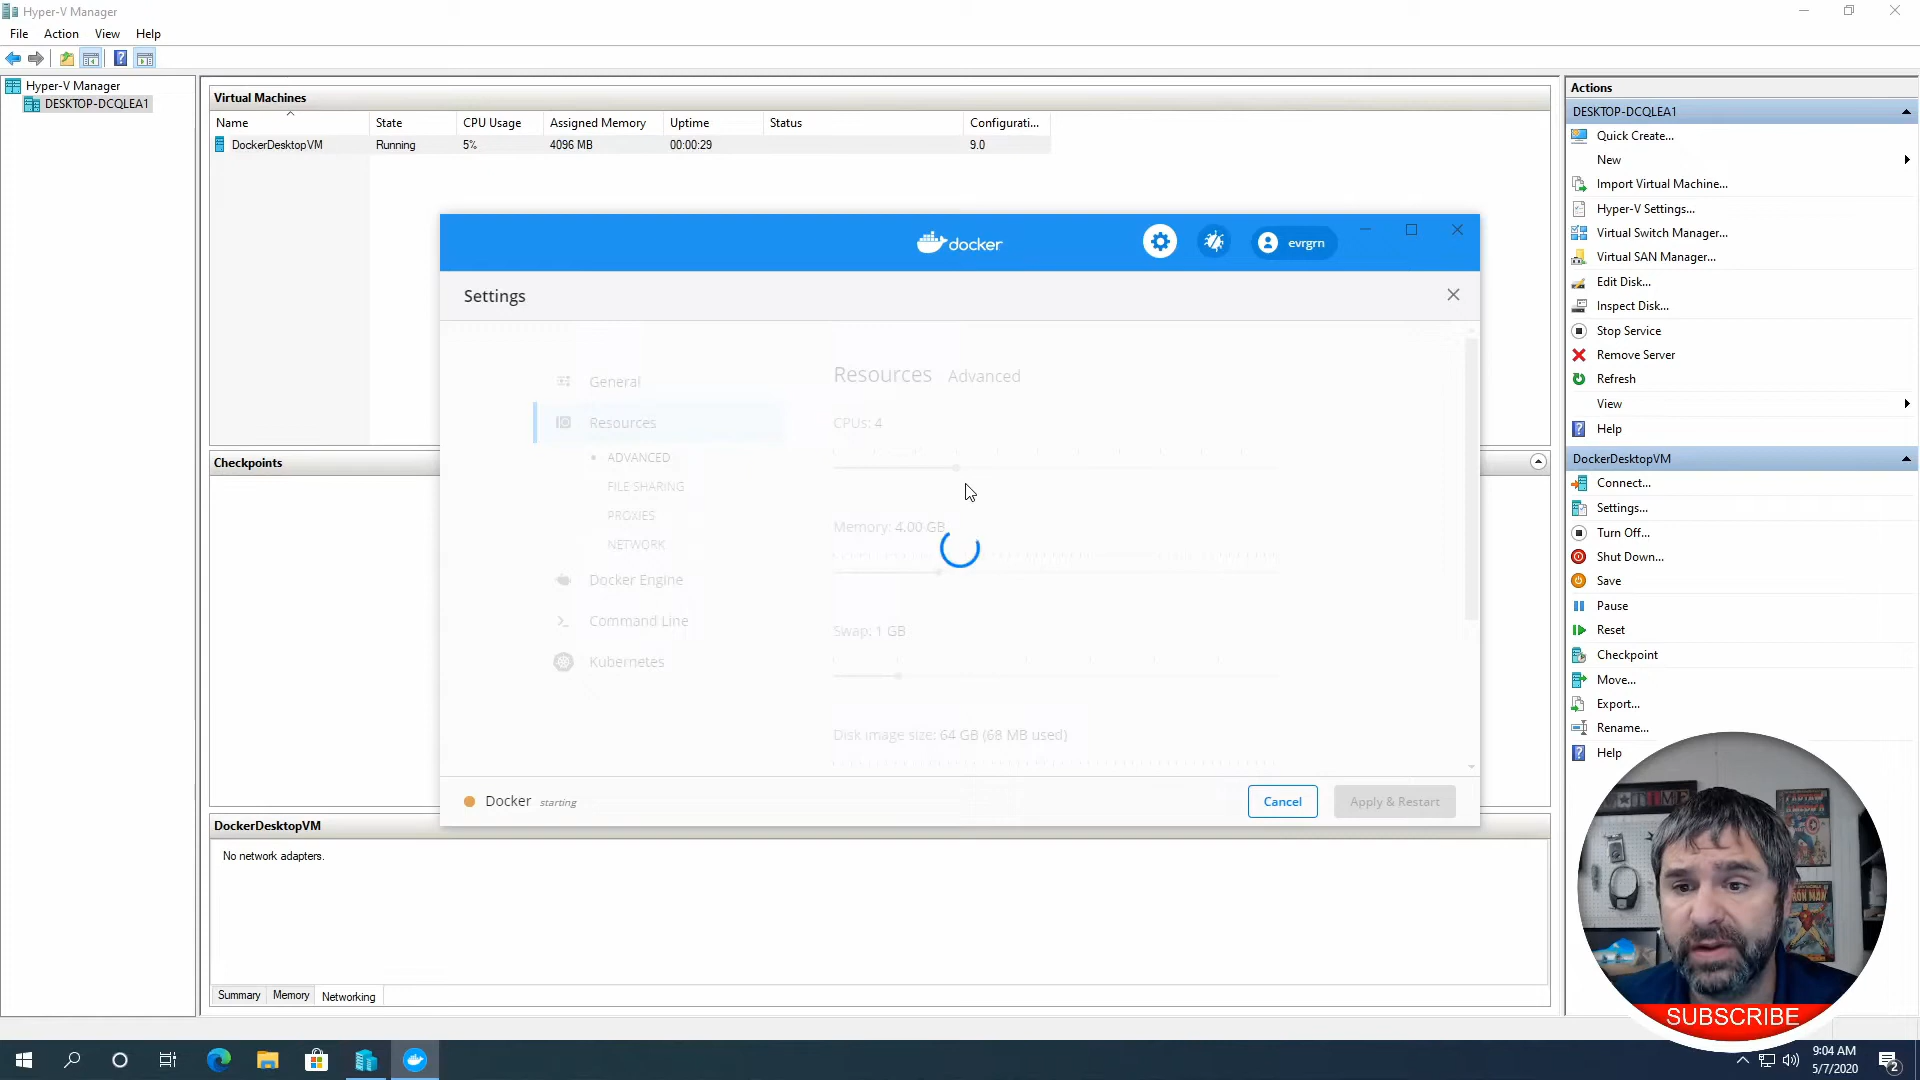 Hyper-V Manager
File Action View Help
Hyper-V Manager
DESKTOP-DCQLEA1
Virtual Machines
Name State CPU Usage Assigned Memory Uptime Status Configurati...
DockerDesktopVM Running 5% 4096 MB 00:00:29 9.0
docker
evrgrn
Settings
General
Resources
ADVANCED
FILE SHARING
PROXIES
NETWORK
Docker Engine
Command Line
Kubernetes
Resources Advanced
CPUs: 4
Memory: 4.00 GB
Swap: 1 GB
Disk image size: 64 GB (68 MB used)
Docker starting
Cancel
Apply & Restart
Checkpoints
DockerDesktopVM
No network adapters.
Summary Memory Networking
Actions
DESKTOP-DCQLEA1
Quick Create...
New
Import Virtual Machine...
Hyper-V Settings...
Virtual Switch Manager...
Virtual SAN Manager...
Edit Disk...
Inspect Disk...
Stop Service
Remove Server
Refresh
View
Help
DockerDesktopVM
Connect...
Settings...
Turn Off...
Shut Down...
Save
Pause
Reset
Checkpoint
Move...
Export...
Rename...
Help
CAPTAIN AMERICA
IRON MAN
SUBSCRIBE
9:04 AM
5/7/2020
2